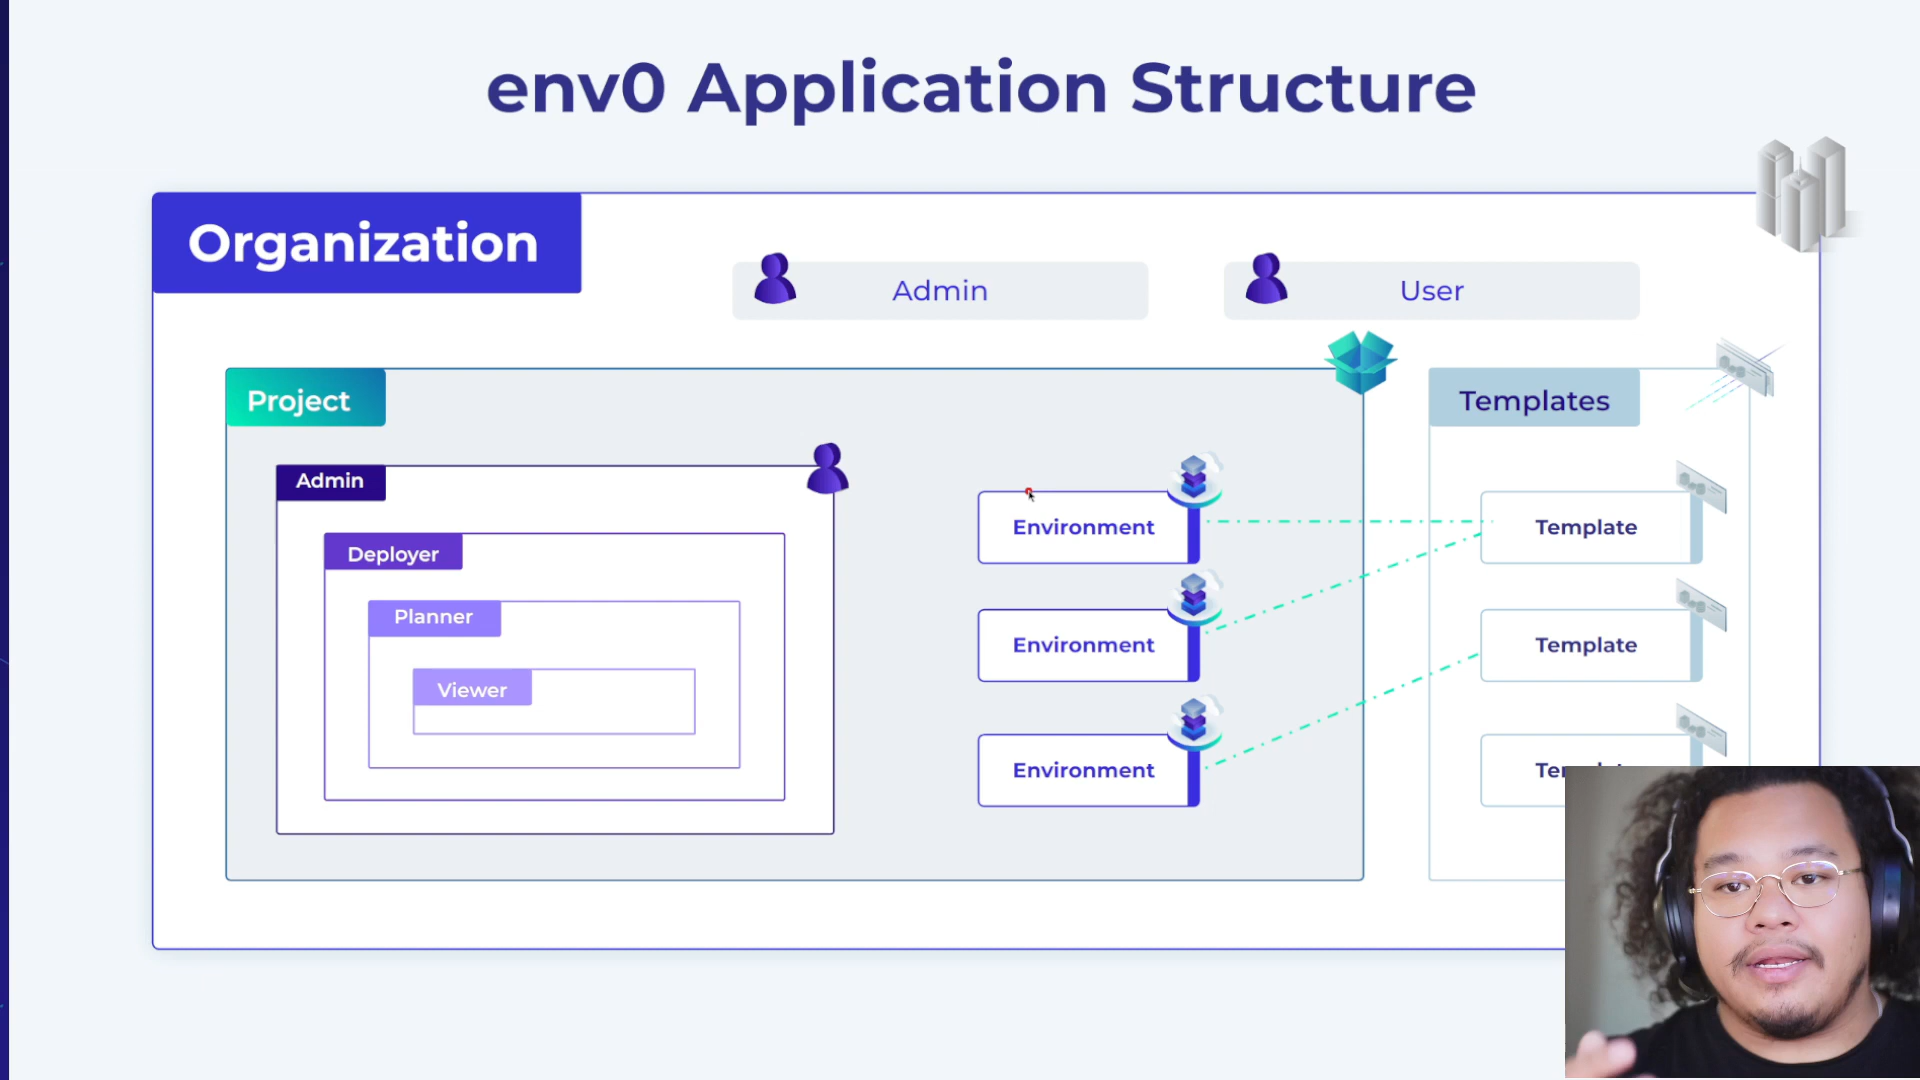 env0 Application Structure
Organization
Admin
User
Project
Templates
Admin
Deployer
Planner
Viewer
Environment
Environment
Environment
Template
Template